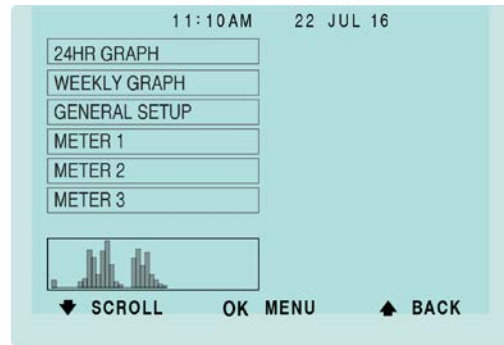 11:10AM 22 JUL 16
24HR GRAPH
WEEKLY GRAPH
GENERAL SETUP
METER 1
METER 2
METER 3
SCROLL OK MENU BACK